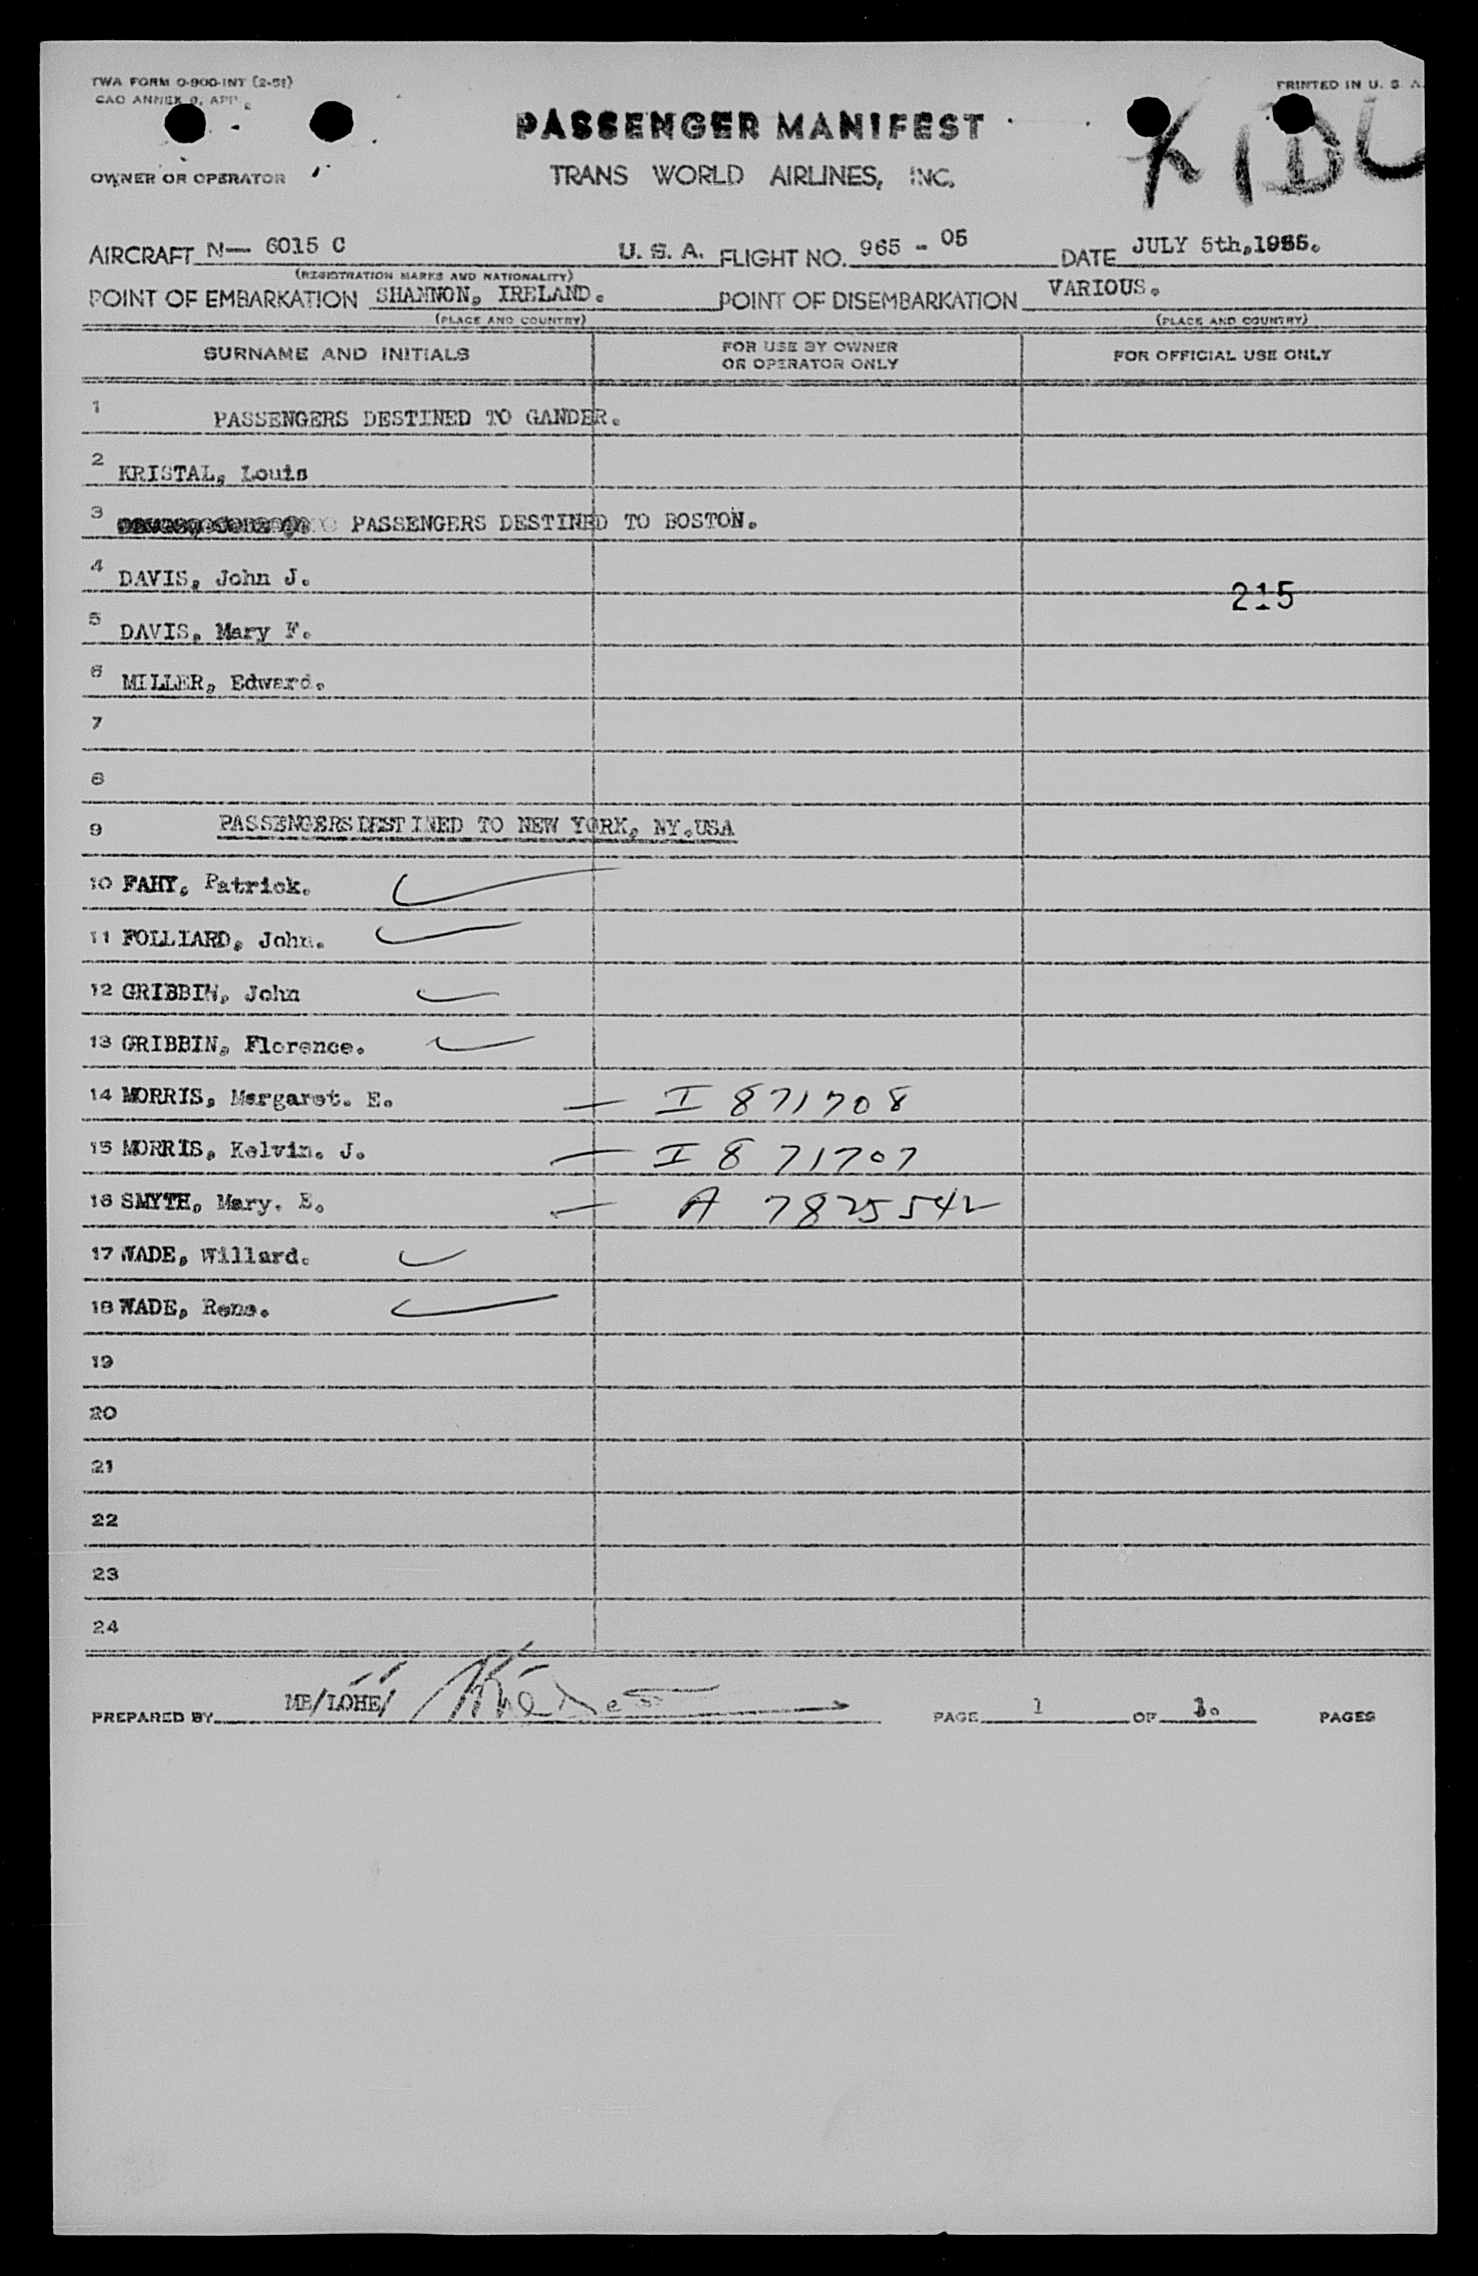 TWA FORM O-900-INT (2-51)
PRINTED IN U. S. A.
CAO ANNEX 9, APP
PASSENGER MANIFEST
OWNER OR OPERATOR
TRANS WORLD AIRLINES, INC.
AIRCRAFT N— 6015 C U. S. A. FLIGHT NO. 965 - 05 DATE JULY 5th,1955.
(REGISTRATION MARKS AND NATIONALITY)
POINT OF EMBARKATION SHANNON, IRELAND. POINT OF DISEMBARKATION VARIOUS.
(PLACE AND COUNTRY) (PLACE AND COUNTRY)
SURNAME AND INITIALS FOR USE BY OWNER OR OPERATOR ONLY FOR OFFICIAL USE ONLY
1 PASSENGERS DESTINED TO GANDER.
2 KRISTAL, Louis
3 PASSENGERS DESTINED TO BOSTON.
4 DAVIS, John J.
215
5 DAVIS, Mary F.
6 MILLER, Edward.
7
8
9 PASSENGERS DESTINED TO NEW YORK, NY.USA
10 FAHY, Patrick.
11 FOLLIARD, John.
12 GRIBBIN, John
13 GRIBBIN, Florence.
14 MORRIS, Margaret. E. — I 871708
15 MORRIS, Kelvin. J. — I 871707
16 SMYTH, Mary. E. — A 7825542
17 WADE, Willard.
18 WADE, Rena.
19
20
21
22
23
24
PREPARED BY MB/LOHE/ PAGE 1 OF PAGES